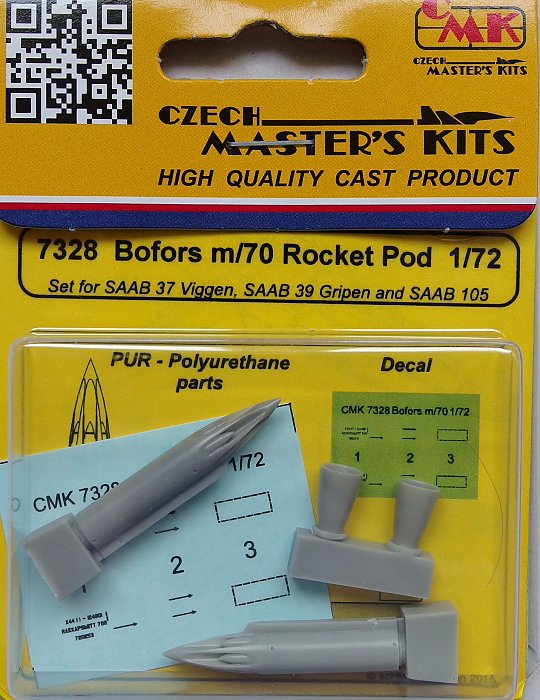 CMK
CZECH
MASTER'S KITS
CZECH
MASTER'S KITS
HIGH QUALITY CAST PRODUCT
7328 Bofors m/70 Rocket Pod 1/72
Set for SAAB 37 Viggen, SAAB 39 Gripen and SAAB 105
PUR - Polyurethane
parts
Decal
CMK 7328 Bofors m/70 1/72
1 2 3
1/72
CMK 7328
3
2
1